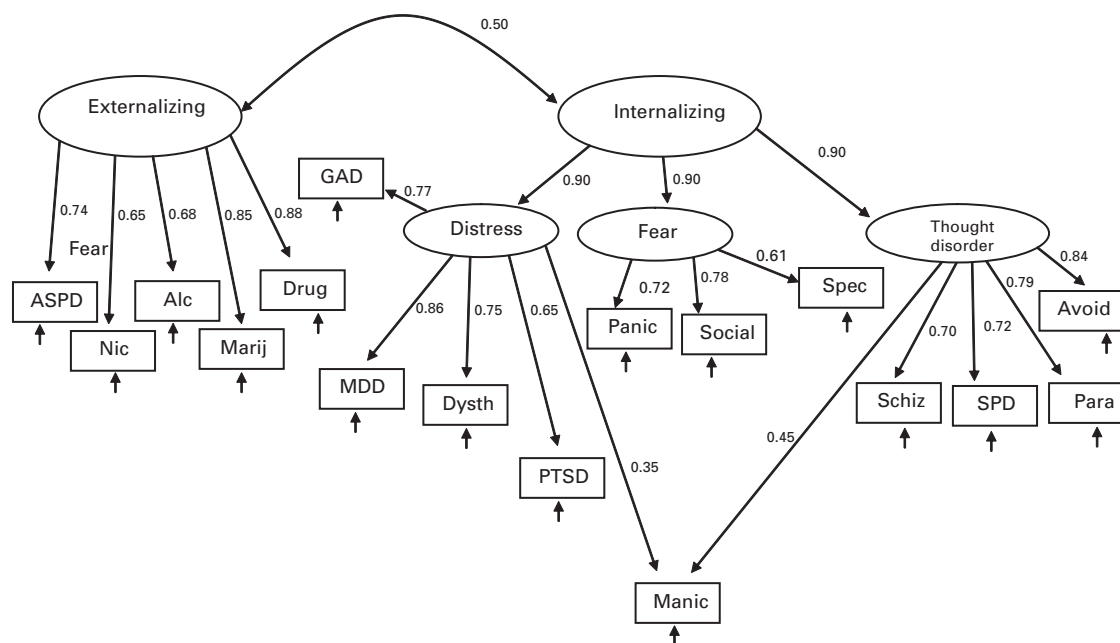 0.50
Externalizing
Internalizing
0.90
0.90
0.90
GAD
0.77
Distress
Fear
Thought
disorder
0.74
0.65
0.68
0.85
0.88
Fear
0.61
0.84
ASPD
Alc
Drug
Nic
Marij
0.86
0.75
0.65
0.72
0.78
Spec
0.79
Avoid
Panic
Social
0.70
0.72
MDD
Dysth
Schiz
SPD
Para
0.45
PTSD
0.35
Manic